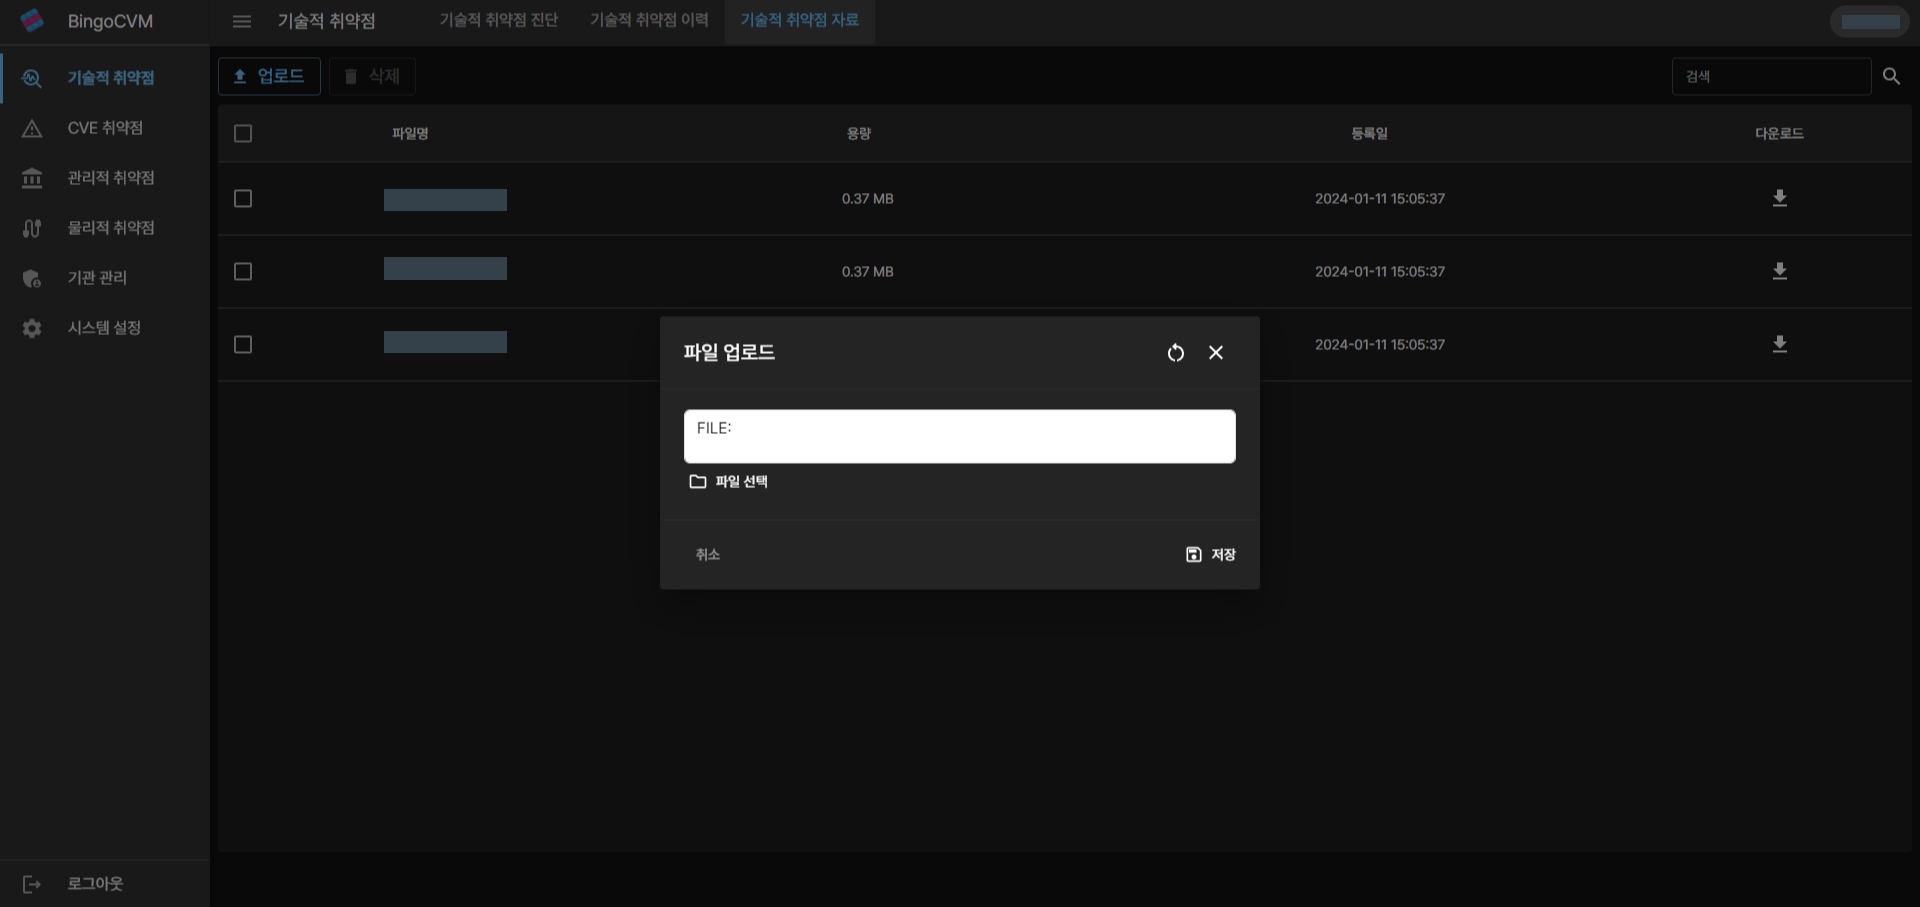 BingoCVM
기술적 취약점
기술적 취약점 진단
기술적 취약점 이력
기술적 취약점 자료
기술적 취약점
CVE 취약점
관리적 취약점
물리적 취약점
기관 관리
시스템 설정
로그아웃
업로드
삭제
검색
파일명 용량 등록일 다운로드
0.37 MB 2024-01-11 15:05:37
0.37 MB 2024-01-11 15:05:37
2024-01-11 15:05:37
파일 업로드
FILE:
파일 선택
취소
저장